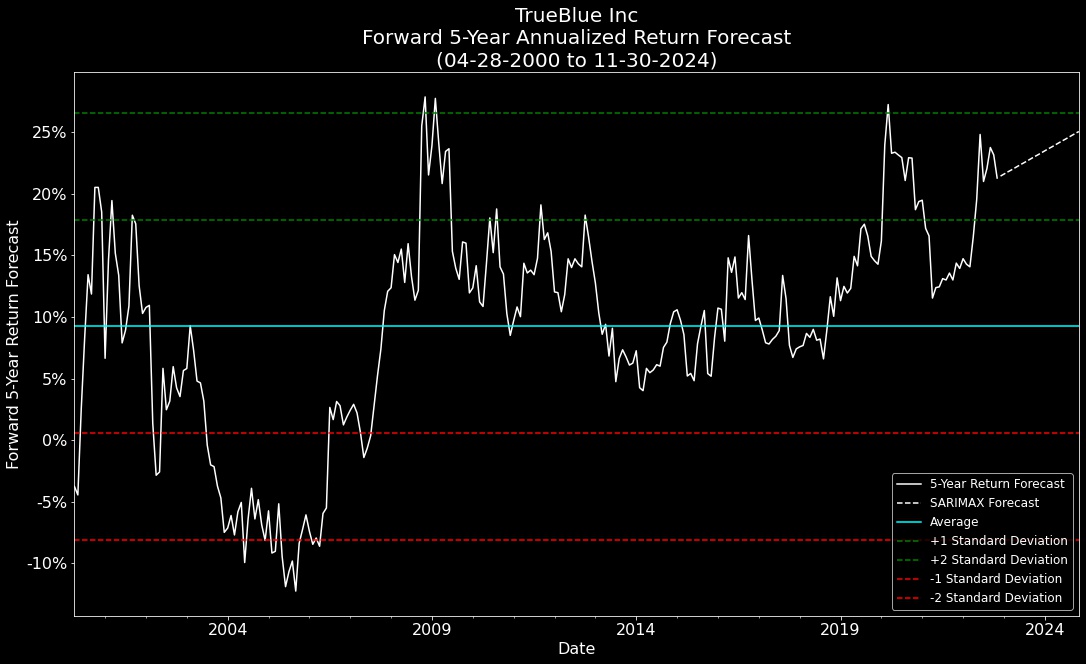 TrueBlue Inc
Forward 5-Year Annualized Return Forecast
(04-28-2000 to 11-30-2024)
Forward 5-Year Return Forecast
25%
20%
15%
10%
5%
0%
-5%
-10%
5-Year Return Forecast
SARIMAX Forecast
Average
+1 Standard Deviation
+2 Standard Deviation
-1 Standard Deviation
-2 Standard Deviation
2004
2009
2014
2019
2024
Date